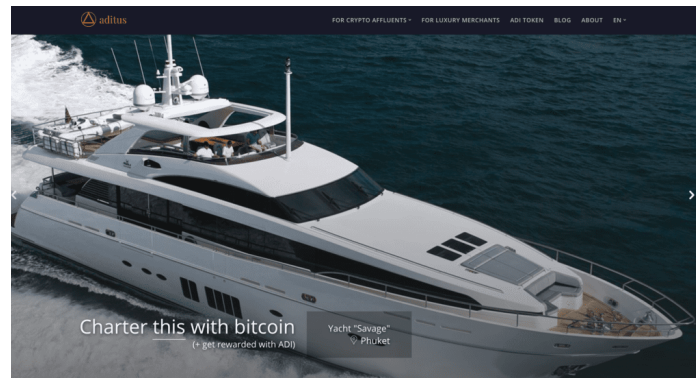 aditus
FOR CRYPTO AFFLUENTS FOR LUXURY MERCHANTS ADI TOKEN BLOG ABOUT EN
Charter this with bitcoin
(+ get rewarded with ADI)
Yacht "Savage"
Phuket